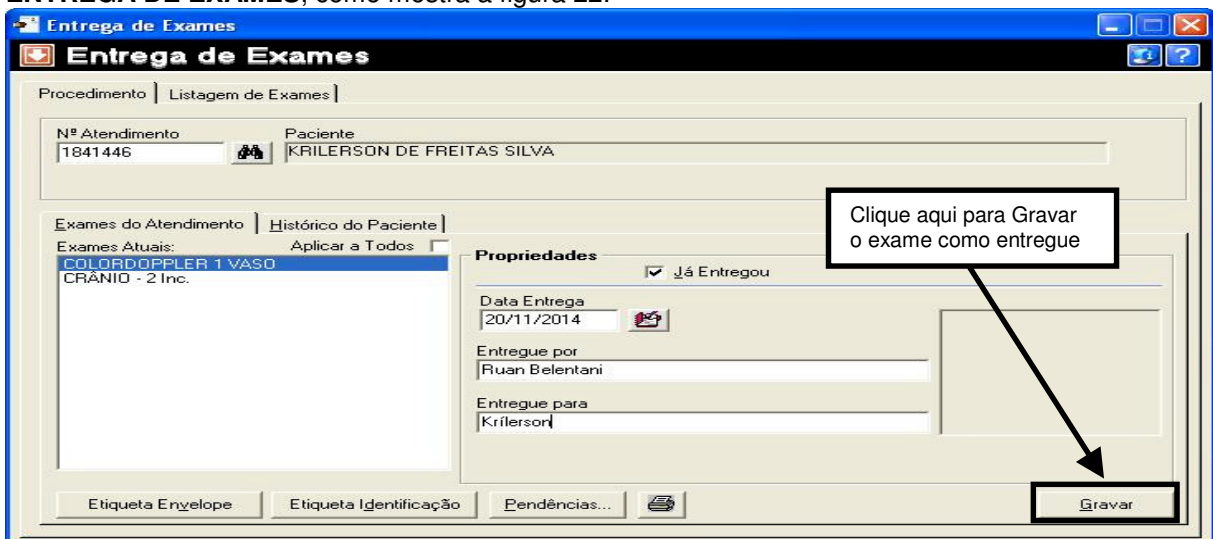 ENTREGA DE EXAMES, como mostra a figura 22.
Entrega de Exames
Entrega de Exames
Procedimento Listagem de Exames
Nº Atendimento Paciente
1841446 KRILERSON DE FREITAS SILVA
Clique aqui para Gravar
o exame como entregue
Exames do Atendimento Histórico do Paciente
Exames Atuais: Aplicar a Todos
COLORDOPPLER 1 VASO
CRÂNIO - 2 Inc.
Propriedades
Já Entregou
Data Entrega
20/11/2014
Entregue por
Ruan Belentani
Entregue para
Krílerson
Etiqueta Envelope Etiqueta Identificação Pendências... Gravar